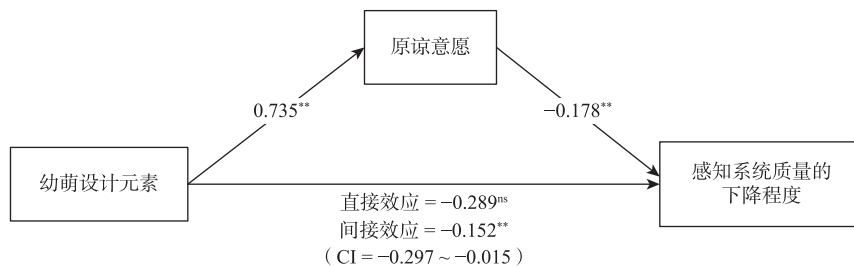 原谅意愿
0.735**
−0.178**
幼萌设计元素
感知系统质量的
下降程度
直接效应 = −0.289ns
间接效应 = −0.152**
（CI = −0.297 ~ −0.015）